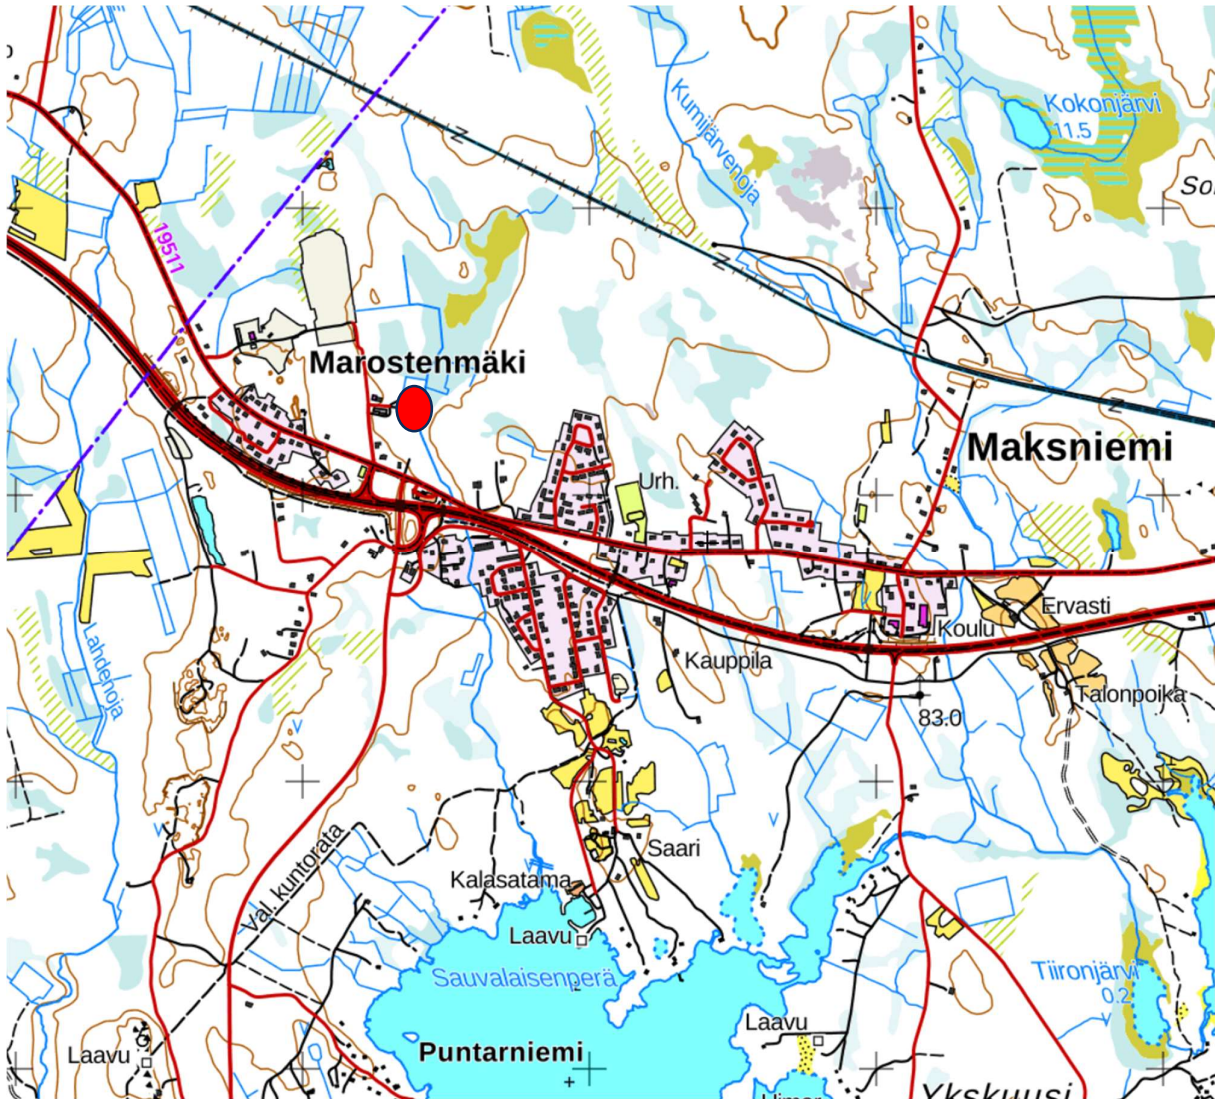 Kumijärvenoja
Kokonjärvi
11.5
19511
Marostenmäki
Maksniemi
Urh.
Ervasti
Koulu
Kauppila
Talonpoika
83.0
Lahdenoja
Val. kuntorata
Saari
Kalasatama
Laavu
Sauvalaisenperä
Tiironjärvi
0.2
Laavu
Laavu
Puntarniemi
Ykskuusi